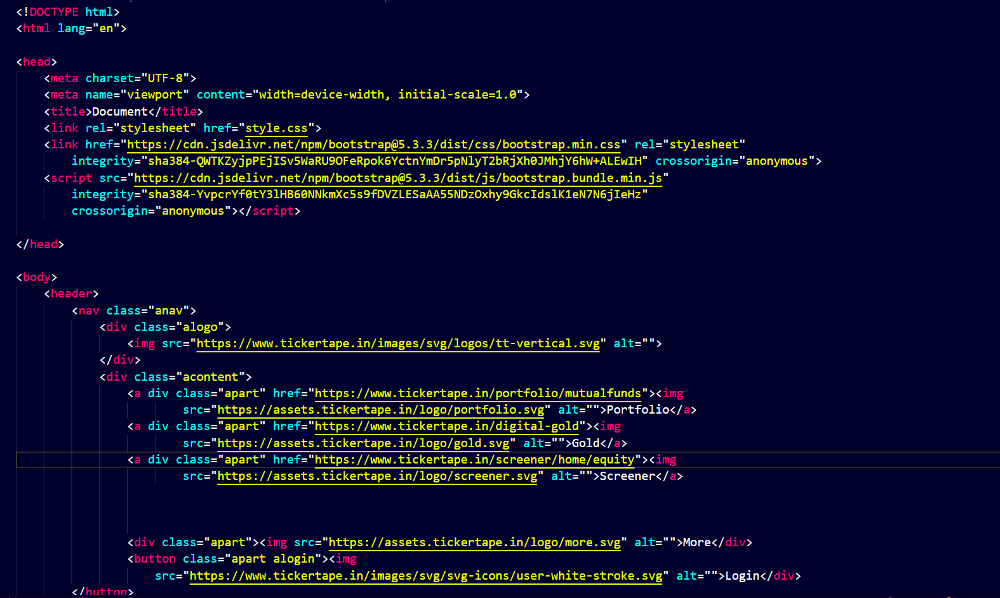 <!DOCTYPE html>
<html lang="en">
<head>
<meta charset="UTF-8">
<meta name="viewport" content="width=device-width, initial-scale=1.0">
<title>Document</title>
<link rel="stylesheet" href="style.css">
<link href="https://cdn.jsdelivr.net/npm/bootstrap@5.3.3/dist/css/bootstrap.min.css" rel="stylesheet"
integrity="sha384-QWTKZyjpPEjISv5WaRU9OFeRpok6YctnYmDr5pNlyT2bRjXh0JMhjY6hW+ALEwIH" crossorigin="anonymous">
<script src="https://cdn.jsdelivr.net/npm/bootstrap@5.3.3/dist/js/bootstrap.bundle.min.js"
integrity="sha384-YvpcrYf0tY3lHB60NNkmXc5s9fDVZLESaAA55NDzOxhy9GkcIdslK1eN7N6jIeHz"
crossorigin="anonymous"></script>
</head>
<body>
<header>
<nav class="anav">
<div class="alogo">
<img src="https://www.tickertape.in/images/svg/logos/tt-vertical.svg" alt="">
</div>
<div class="acontent">
<a div class="apart" href="https://www.tickertape.in/portfolio/mutualfunds"><img
src="https://assets.tickertape.in/logo/portfolio.svg" alt="">Portfolio</a>
<a div class="apart" href="https://www.tickertape.in/digital-gold"><img
src="https://assets.tickertape.in/logo/gold.svg" alt="">Gold</a>
<a div class="apart" href="https://www.tickertape.in/screener/home/equity"><img
src="https://assets.tickertape.in/logo/screener.svg" alt="">Screener</a>
<div class="apart"><img src="https://assets.tickertape.in/logo/more.svg" alt="">More</div>
<button class="apart alogin"><img
src="https://www.tickertape.in/images/svg/svg-icons/user-white-stroke.svg" alt="">Login</div>
</button>